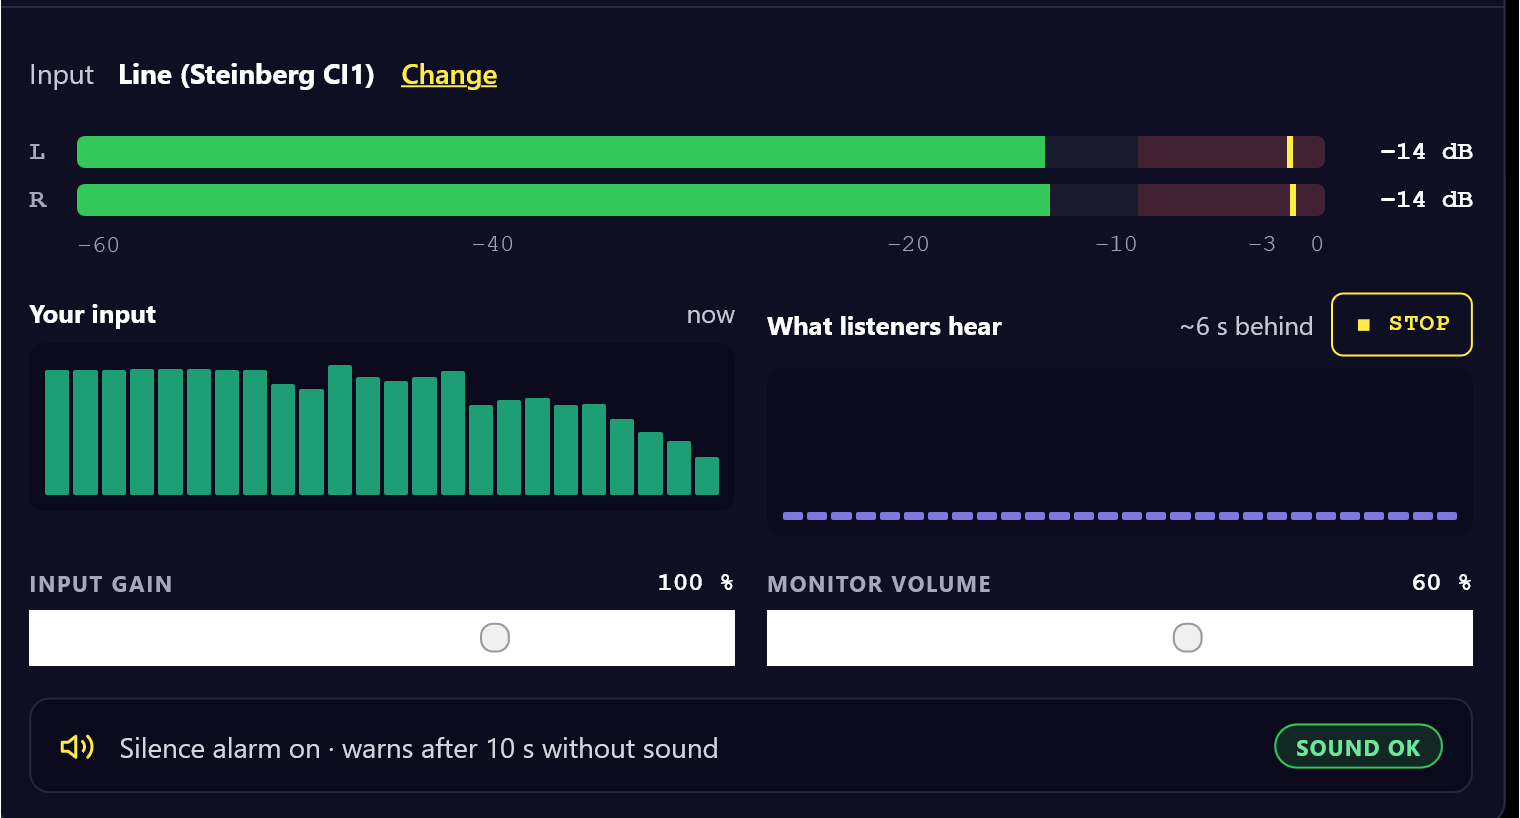 Input Line (Steinberg CI1) Change
L -14 dB
R -14 dB
-60 -40 -20 -10 -3 0
Your input now
What listeners hear ~6 s behind ■ STOP
INPUT GAIN 100 %
MONITOR VOLUME 60 %
Silence alarm on · warns after 10 s without sound SOUND OK